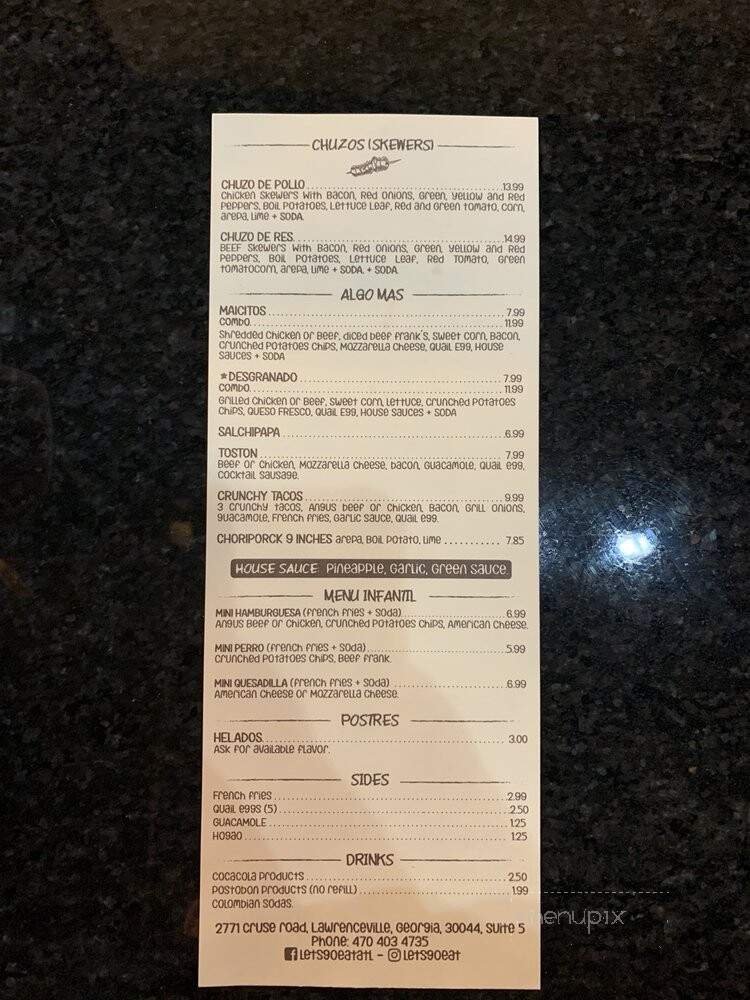 CHUZOS (SKEWERS)
CHUZO DE POLLO 13.99
Chicken Skewers With Bacon, Red Onions, Green, Yellow and Red
Peppers, Boil Potatoes, Lettuce Leaf, Red and Green Tomato, Corn,
arepa, Lime + SODA.
CHUZO DE RES 14.99
BEEF Skewers With Bacon, Red Onions, Green, Yellow and Red
Peppers, Boil Potatoes, Lettuce Leaf, Red Tomato, Green
Tomatocorn, arepa, Lime + SODA. + SODA.
ALGO MAS
MAICITOS 7.99
COMBO 11.99
Shredded Chicken or Beef, diced beef frank's, Sweet Corn, Bacon,
Crunched Potatoes Chips, Mozzarella Cheese, Quail Egg, House
Sauces + SODA
*DESGRANADO 7.99
COMBO 11.99
Grilled Chicken or Beef, Sweet Corn, Lettuce, Crunched Potatoes
Chips, QUESO FRESCO, Quail Egg, House Sauces + SODA
SALCHIPAPA 6.99
TOSTON 7.99
Beef or Chicken, Mozzarella Cheese, bacon, Guacamole, Quail egg,
Cocktail Sausage.
CRUNCHY TACOS 9.99
3 Crunchy Tacos, Angus beef or Chicken, Bacon, Grill Onions,
guacamole, French Fries, Garlic Sauce, Quail egg.
CHORIPORCK 9 INCHES arepa, Boil Potato, Lime 7.85
HOUSE SAUCE: Pineapple, Garlic, Green Sauce.
MENU INFANTIL
MINI HAMBURGUESA (French Fries + Soda) 6.99
Angus Beef or Chicken, Crunched Potatoes Chips, American Cheese.
MINI PERRO (French Fries + Soda) 5.99
Crunched Potatoes Chips, Beef Frank.
MINI QUESADILLA (French Fries + Soda) 6.99
American Cheese or Mozzarella Cheese.
POSTRES
HELADOS 3.00
Ask for available flavor.
SIDES
French Fries 2.99
Quail eggs (5) 2.50
GUACAMOLE 1.25
Hogao 1.25
DRINKS
Cocacola Products 2.50
Postobon Products (no refill) 1.99
Colombian Sodas.
2771 Cruse road, Lawrenceville, Georgia, 30044, Suite 5
Phone: 470 403 4735
Letsgoeatatl - Letsgoeat
menupix